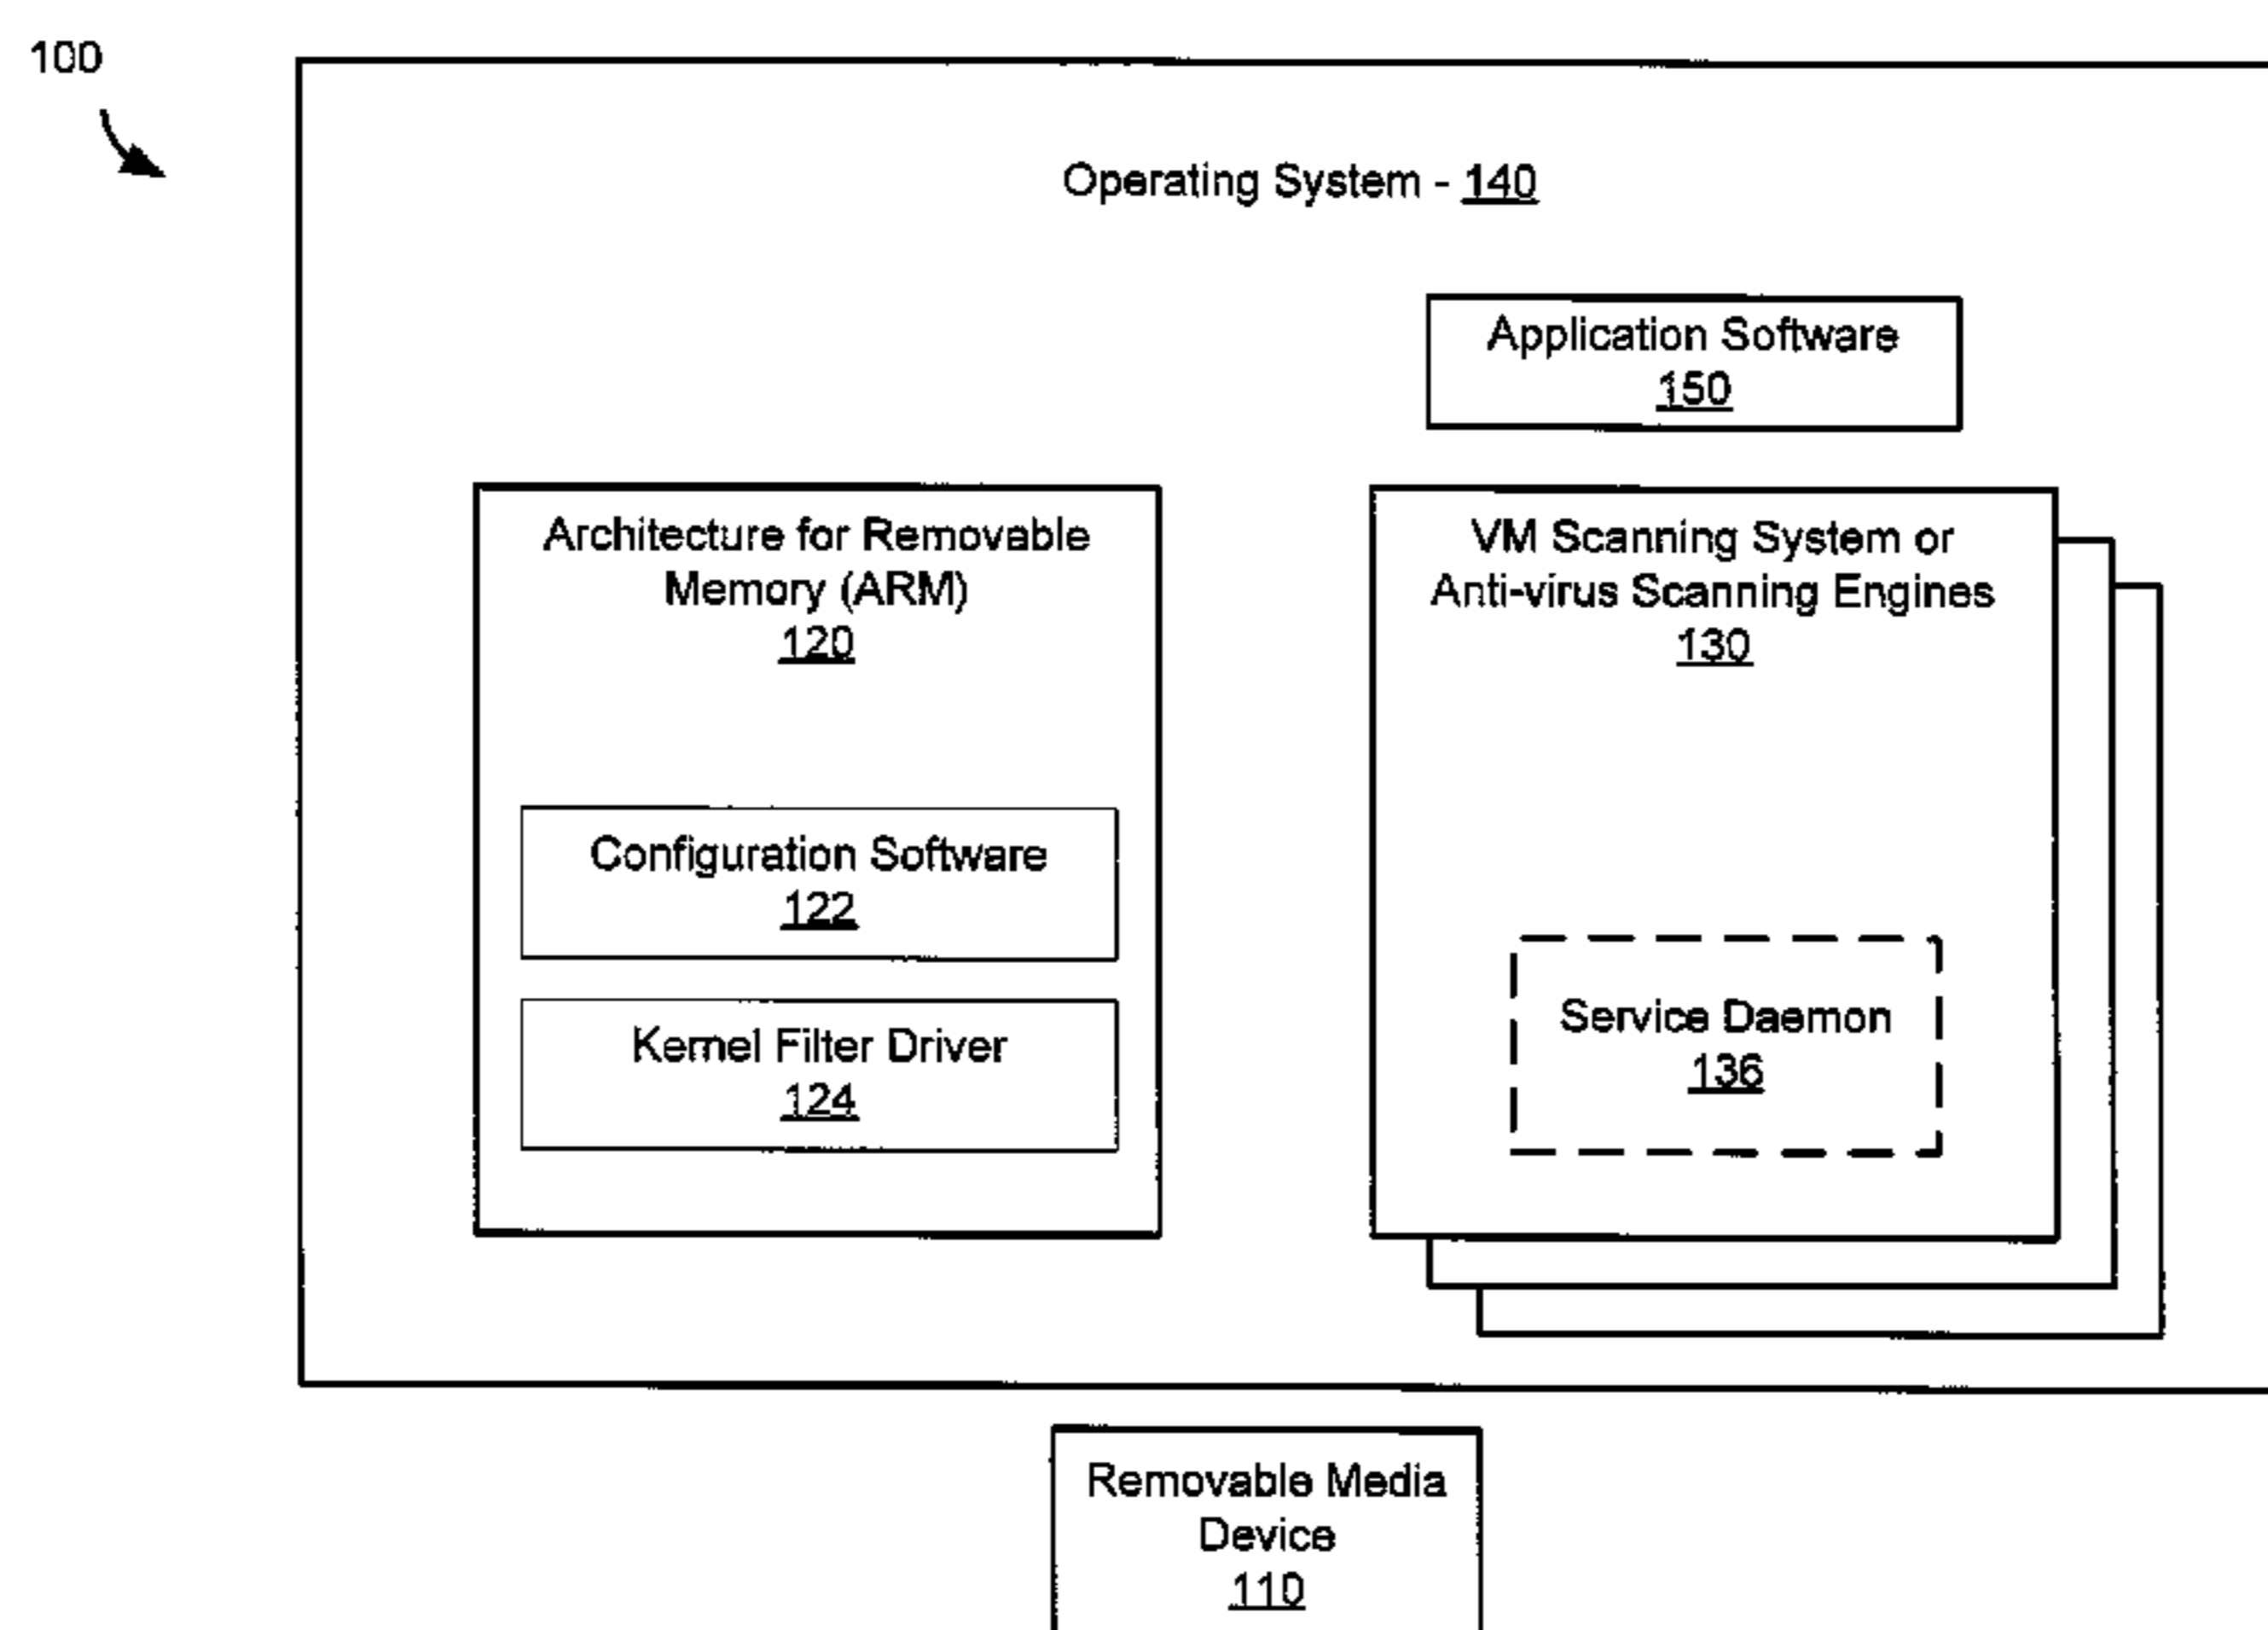 100
Operating System - 140
Application Software
150
Architecture for Removable
Memory (ARM)
120
VM Scanning System or
Anti-virus Scanning Engines
130
Configuration Software
122
Kernel Filter Driver
124
Service Daemon
136
Removable Media
Device
110